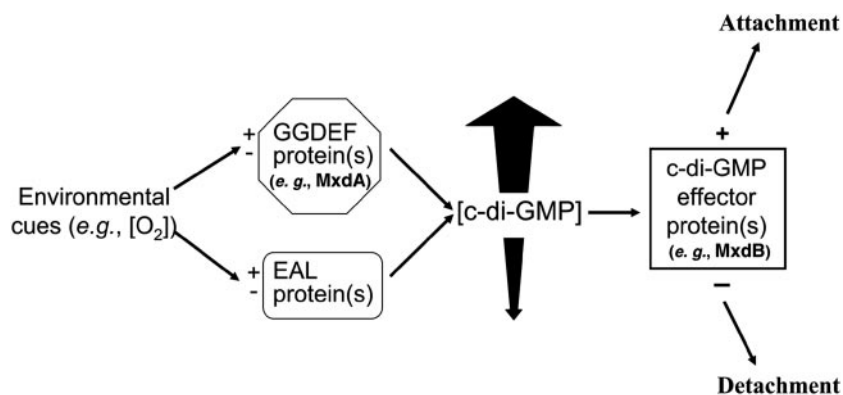 Attachment
+
-
GGDEF
protein(s)
(e. g., MxdA)
Environmental
cues (e.g., [O₂])
+
-
EAL
protein(s)
[c-di-GMP]
+
c-di-GMP
effector
protein(s)
(e. g., MxdB)
–
Detachment